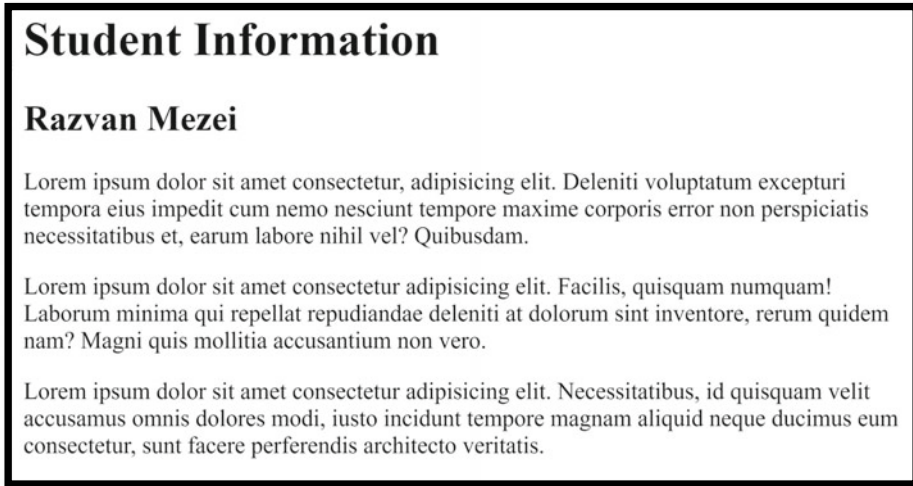 Student Information
Razvan Mezei
Lorem ipsum dolor sit amet consectetur, adipisicing elit. Deleniti voluptatum excepturi
tempora eius impedit cum nemo nesciunt tempore maxime corporis error non perspiciatis
necessitatibus et, earum labore nihil vel? Quibusdam.
Lorem ipsum dolor sit amet consectetur adipisicing elit. Facilis, quisquam numquam!
Laborum minima qui repellat repudiandae deleniti at dolorum sint inventore, rerum quidem
nam? Magni quis mollitia accusantium non vero.
Lorem ipsum dolor sit amet consectetur adipisicing elit. Necessitatibus, id quisquam velit
accusamus omnis dolores modi, iusto incidunt tempore magnam aliquid neque ducimus eum
consectetur, sunt facere perferendis architecto veritatis.